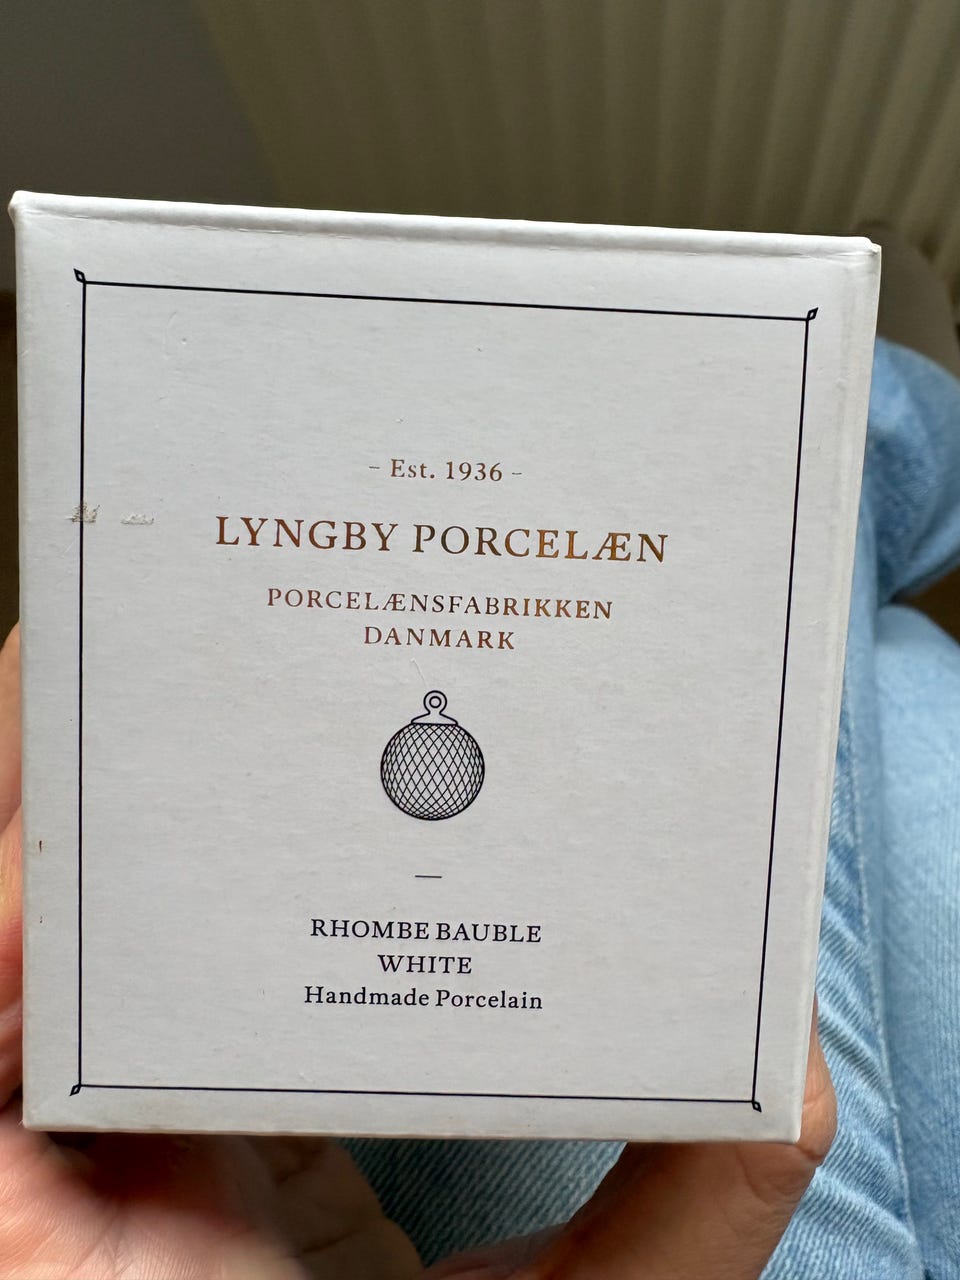 - Est. 1936 -
LYNGBY PORCELÆN
PORCELÆNSFABRIKKEN
DANMARK
RHOMBE BAUBLE
WHITE
Handmade Porcelain